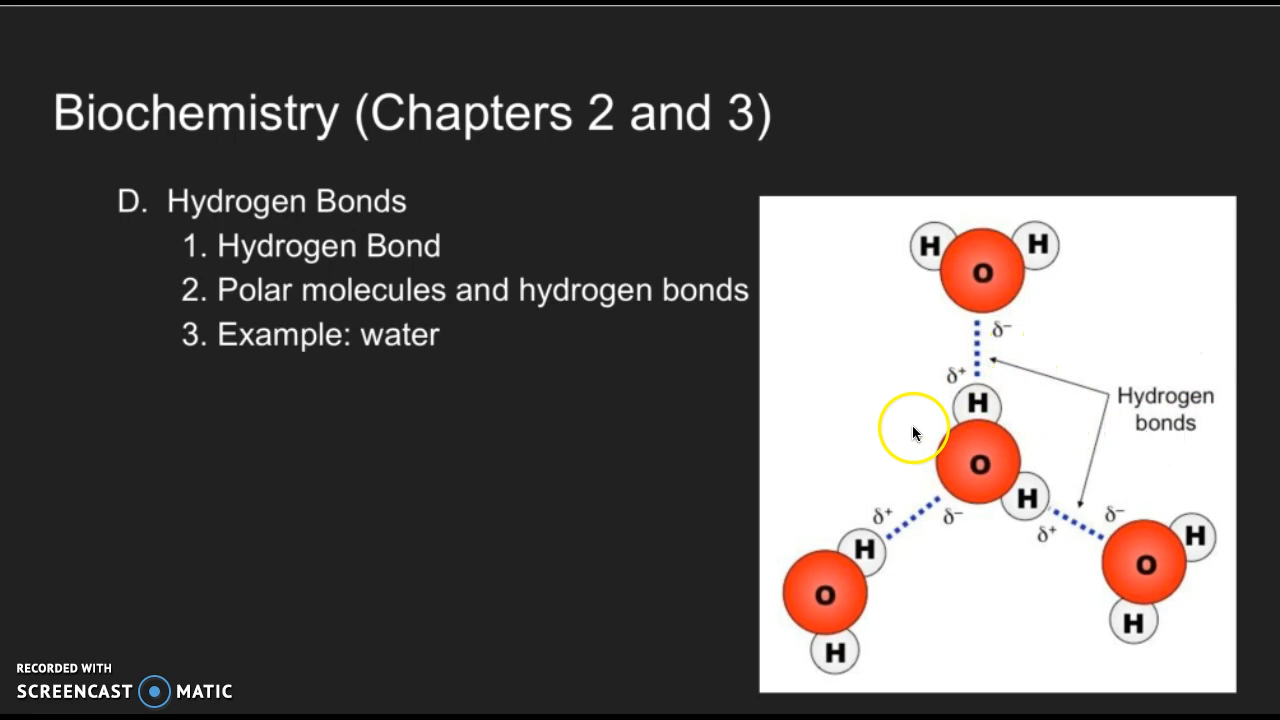 Biochemistry (Chapters 2 and 3)
D. Hydrogen Bonds
1. Hydrogen Bond
2. Polar molecules and hydrogen bonds
3. Example: water
H
H
O
δ⁻
δ⁺
H
Hydrogen
bonds
O
H
δ⁺
δ⁻
δ⁺
δ⁻
H
O
H
H
O
H
RECORDED WITH
SCREENCAST MATIC